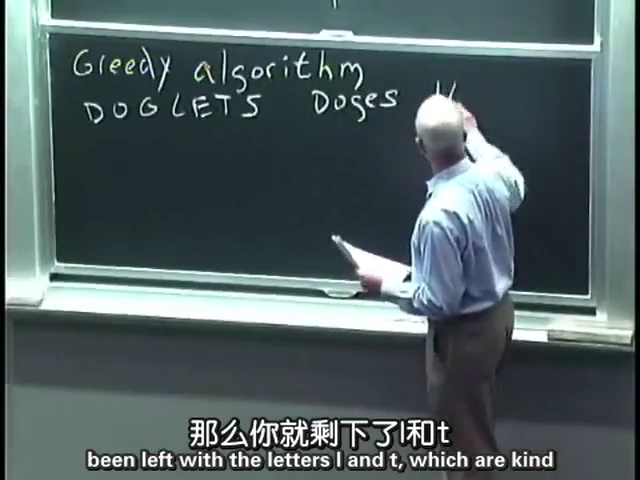 Greedy algorithm
DOGLETS Doges
那么你就剩下了l和t
been left with the letters l and t, which are kind